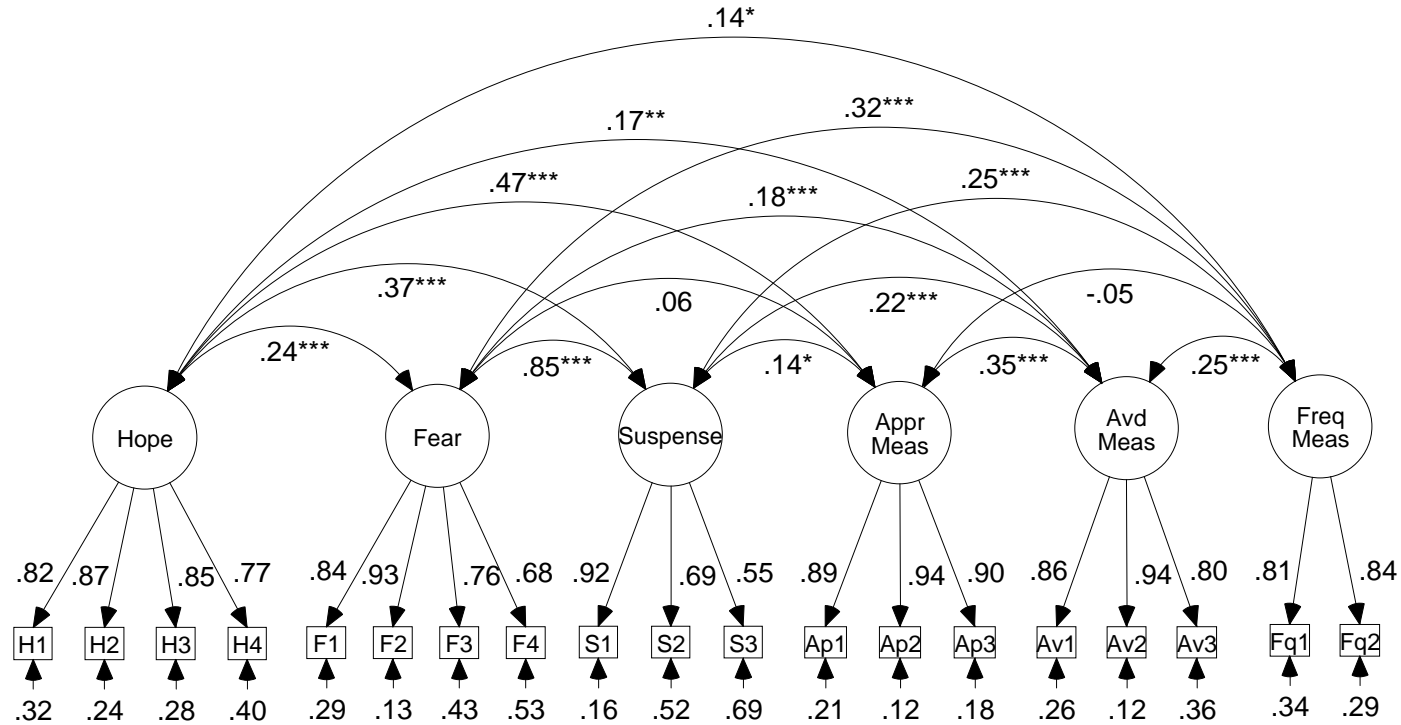 .14*
.17** .32***
.47*** .18*** .25***
.37*** .06 .22*** -.05
.24*** .85*** .14* .35*** .25***
Hope Fear Suspense Appr Meas Avd Meas Freq Meas
.82 .87 .85 .77 .84 .93 .76 .68 .92 .69 .55 .89 .94 .90 .86 .94 .80 .81 .84
H1 H2 H3 H4 F1 F2 F3 F4 S1 S2 S3 Ap1 Ap2 Ap3 Av1 Av2 Av3 Fq1 Fq2
.32 .24 .28 .40 .29 .13 .43 .53 .16 .52 .69 .21 .12 .18 .26 .12 .36 .34 .29